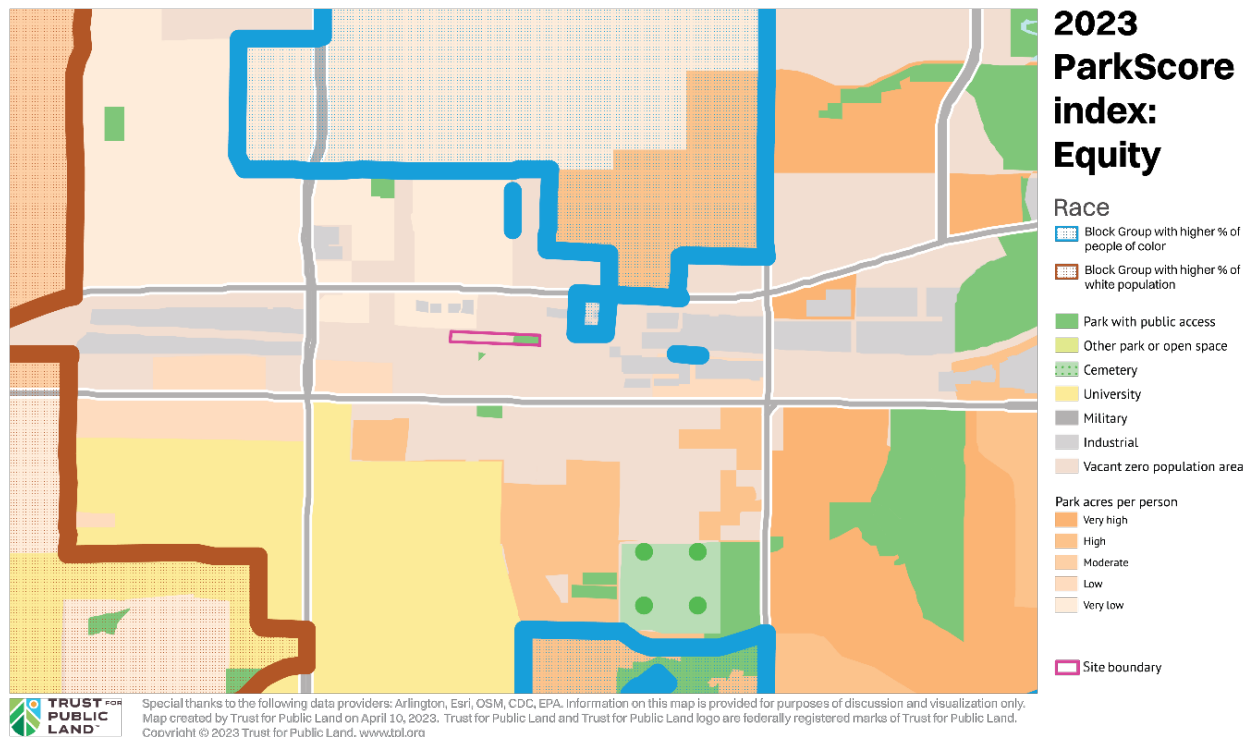 2023
ParkScore
index:
Equity
Race
Block Group with higher % of
people of color
Block Group with higher % of
white population
Park with public access
Other park or open space
Cemetery
University
Military
Industrial
Vacant zero population area
Park acres per person
Very high
High
Moderate
Low
Very low
Site boundary
TRUST FOR
PUBLIC
LAND
Special thanks to the following data providers: Arlington, Esri, OSM, CDC, EPA. Information on this map is provided for purposes of discussion and visualization only.
Map created by Trust for Public Land on April 10, 2023. Trust for Public Land and Trust for Public Land logo are federally registered marks of Trust for Public Land.
Copyright © 2023 Trust for Public Land. www.tpl.org